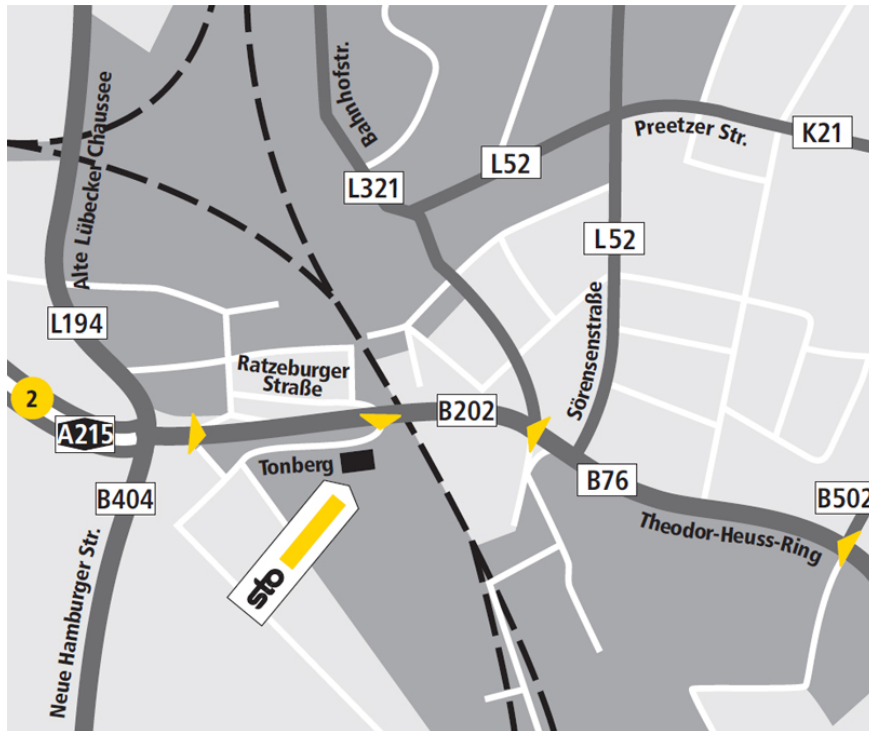 Bahnhofstr.
Alte Lübecker Chaussee
Preetzer Str.
K21
L52
L321
L52
L194
Sörensenstraße
Ratzeburger
Straße
2
A215
B202
Tonberg
B76
B404
B502
Theodor-Heuss-Ring
sto
Neue Hamburger Str.